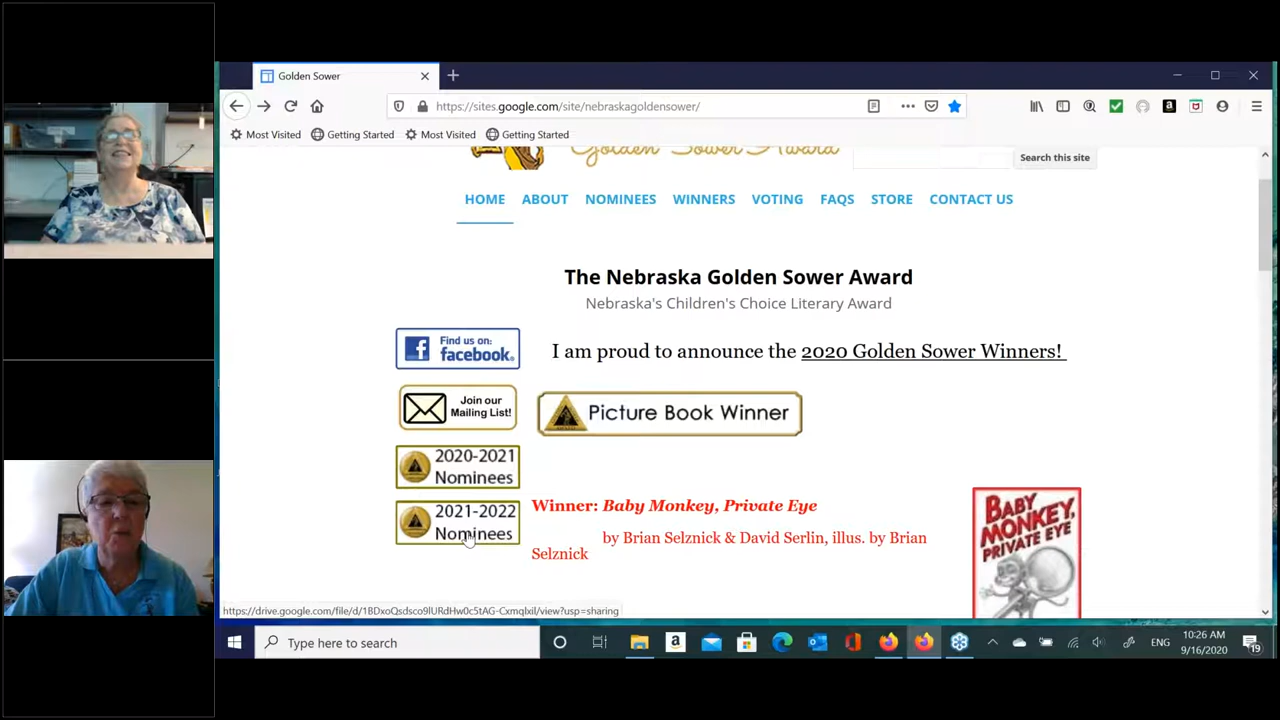 Golden Sower
https://sites.google.com/site/nebraskagoldensower/
Most Visited Getting Started Most Visited Getting Started
Golden Sower Award
Search this site
HOME ABOUT NOMINEES WINNERS VOTING FAQS STORE CONTACT US
The Nebraska Golden Sower Award
Nebraska's Children's Choice Literary Award
Find us on:
facebook.
I am proud to announce the 2020 Golden Sower Winners!
Join our
Mailing List!
Picture Book Winner
2020-2021
Nominees
2021-2022
Nominees
Winner: Baby Monkey, Private Eye
by Brian Selznick & David Serlin, illus. by Brian
Selznick
BABY
MONKEY,
PRIVATE EYE
Type here to search
ENG
10:26 AM
9/16/2020
19